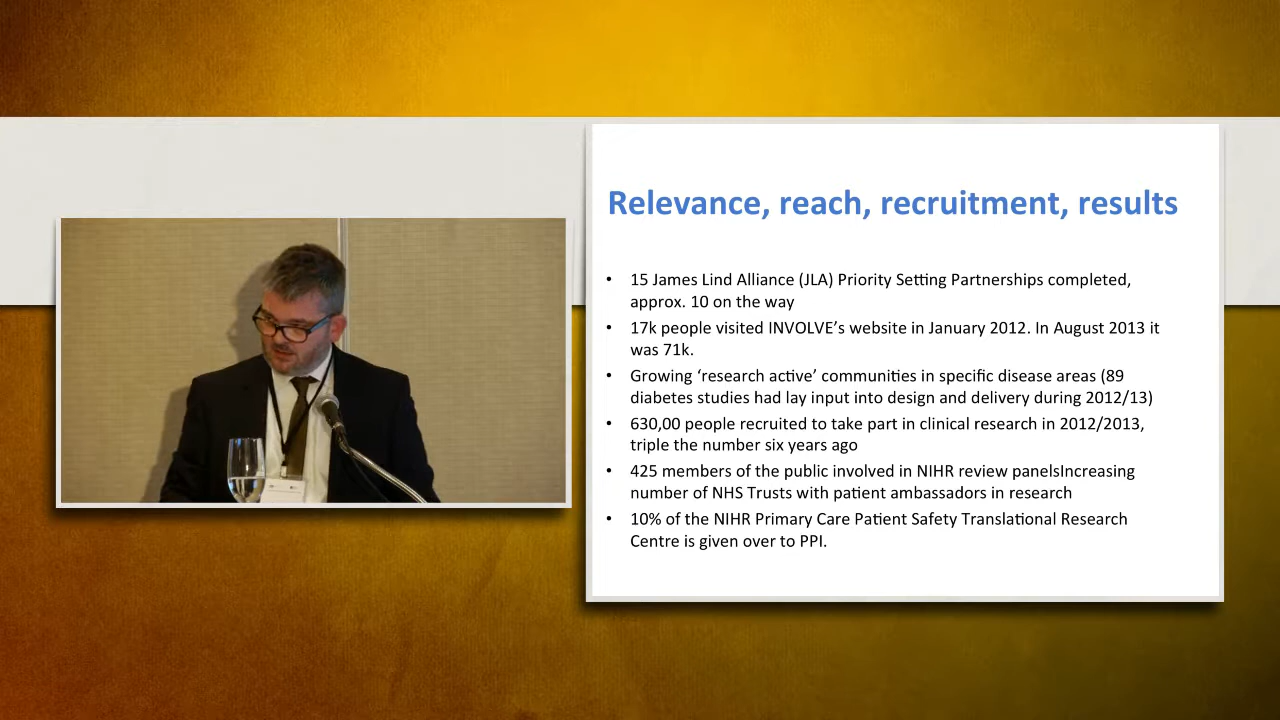 Relevance, reach, recruitment, results
• 15 James Lind Alliance (JLA) Priority Setting Partnerships completed,
approx. 10 on the way
• 17k people visited INVOLVE’s website in January 2012. In August 2013 it
was 71k.
• Growing ‘research active’ communities in specific disease areas (89
diabetes studies had lay input into design and delivery during 2012/13)
• 630,00 people recruited to take part in clinical research in 2012/2013,
triple the number six years ago
• 425 members of the public involved in NIHR review panelsIncreasing
number of NHS Trusts with patient ambassadors in research
• 10% of the NIHR Primary Care Patient Safety Translational Research
Centre is given over to PPI.